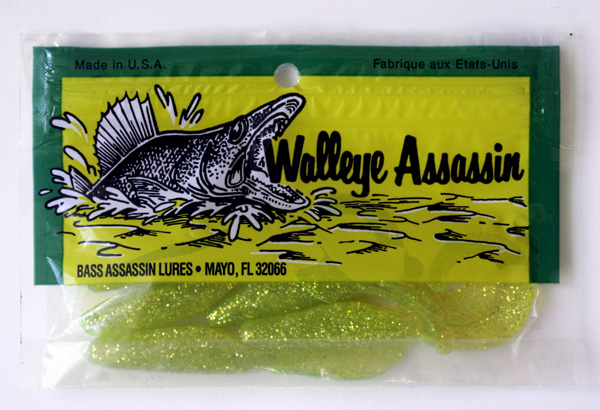 Made in U.S.A.
Fabrique aux Etats-Unis
Walleye Assassin
BASS ASSASSIN LURES • MAYO, FL 32066